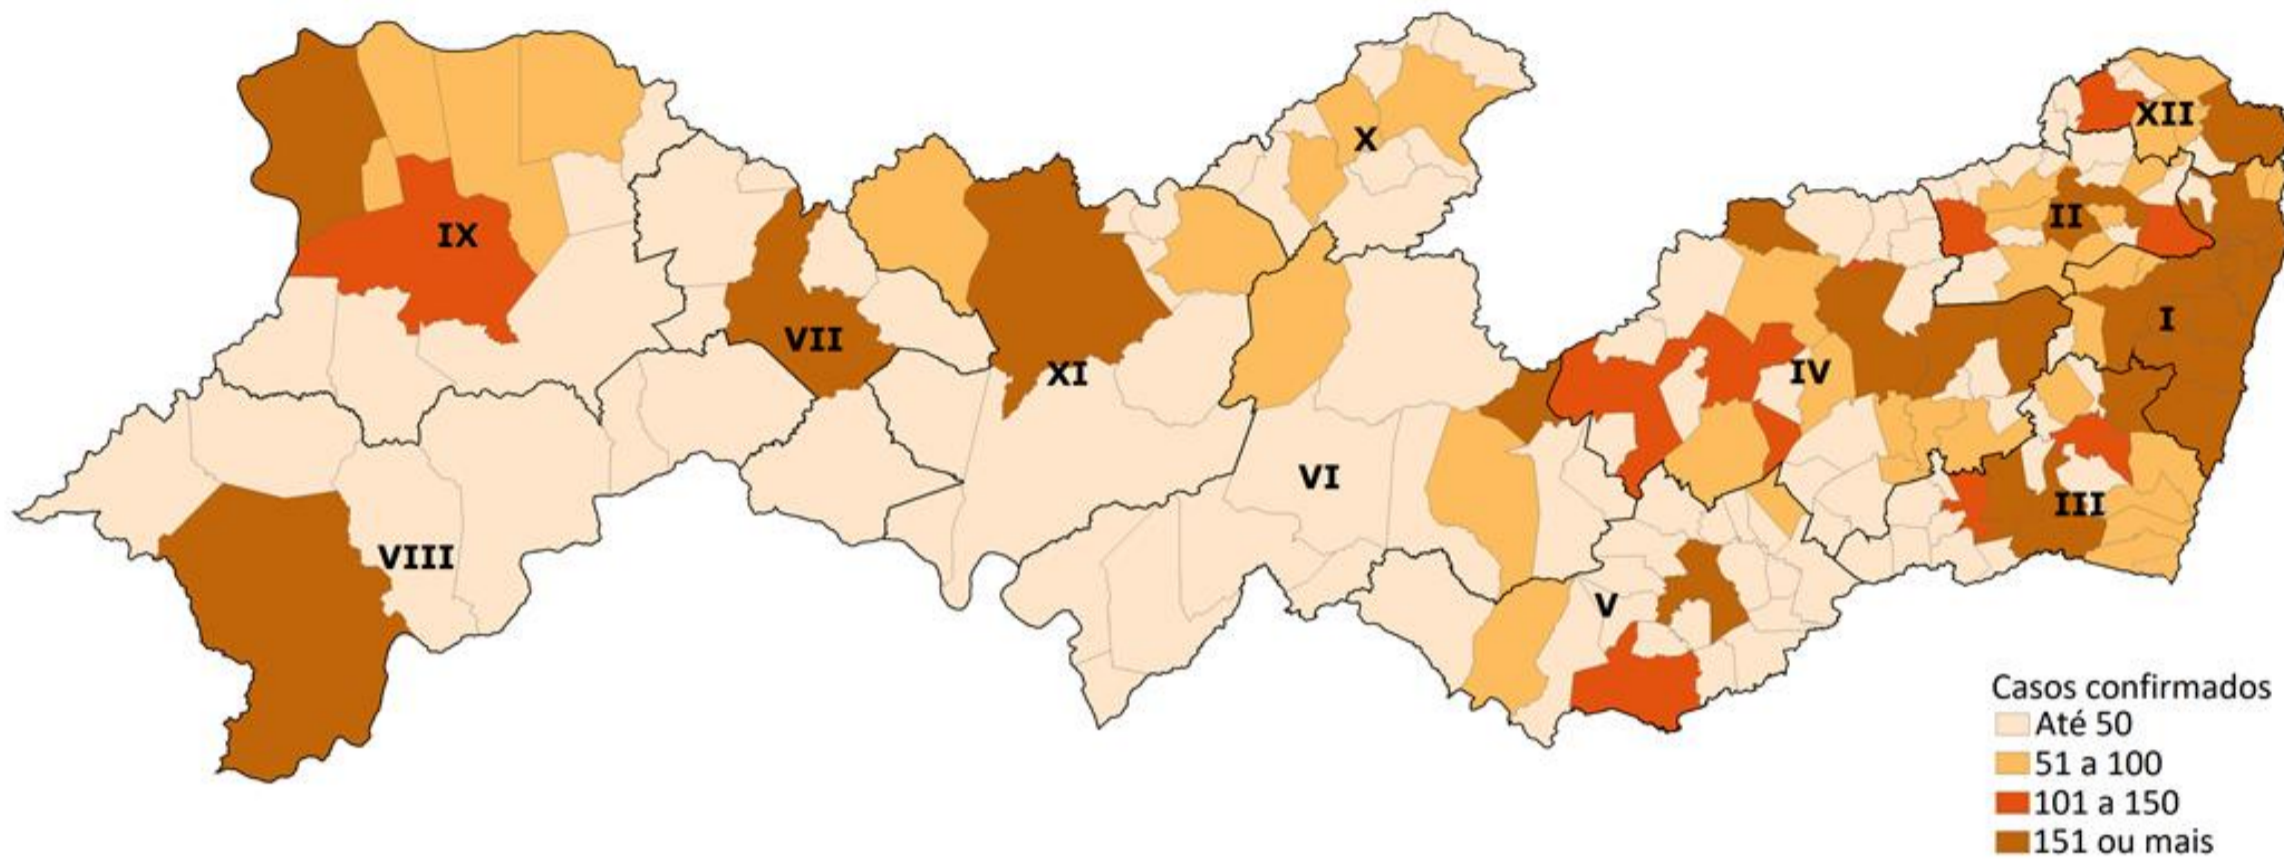 X
XII
IX
II
VII
I
XI
IV
VI
III
VIII
V
Casos confirmados
Até 50
51 a 100
101 a 150
151 ou mais